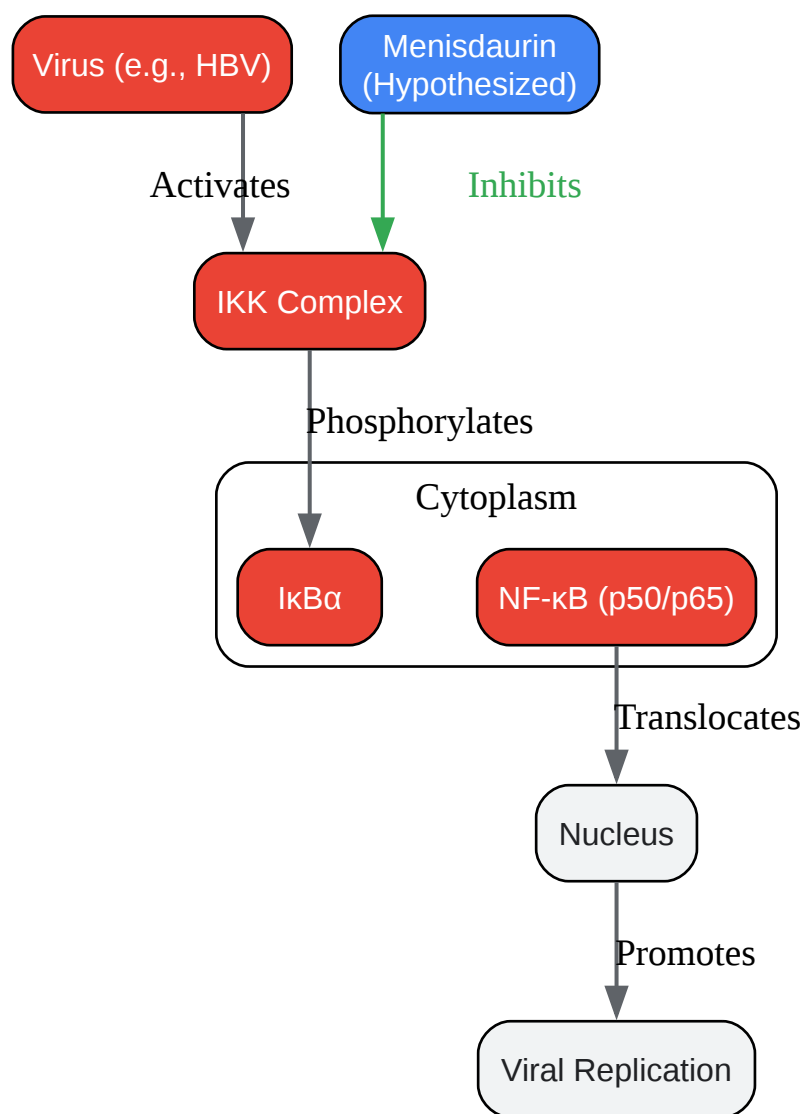 Virus (e.g., HBV)
Menisdaurin
(Hypothesized)
Activates
Inhibits
IKK Complex
Phosphorylates
Cytoplasm
IκBα
NF-κB (p50/p65)
Translocates
Nucleus
Promotes
Viral Replication